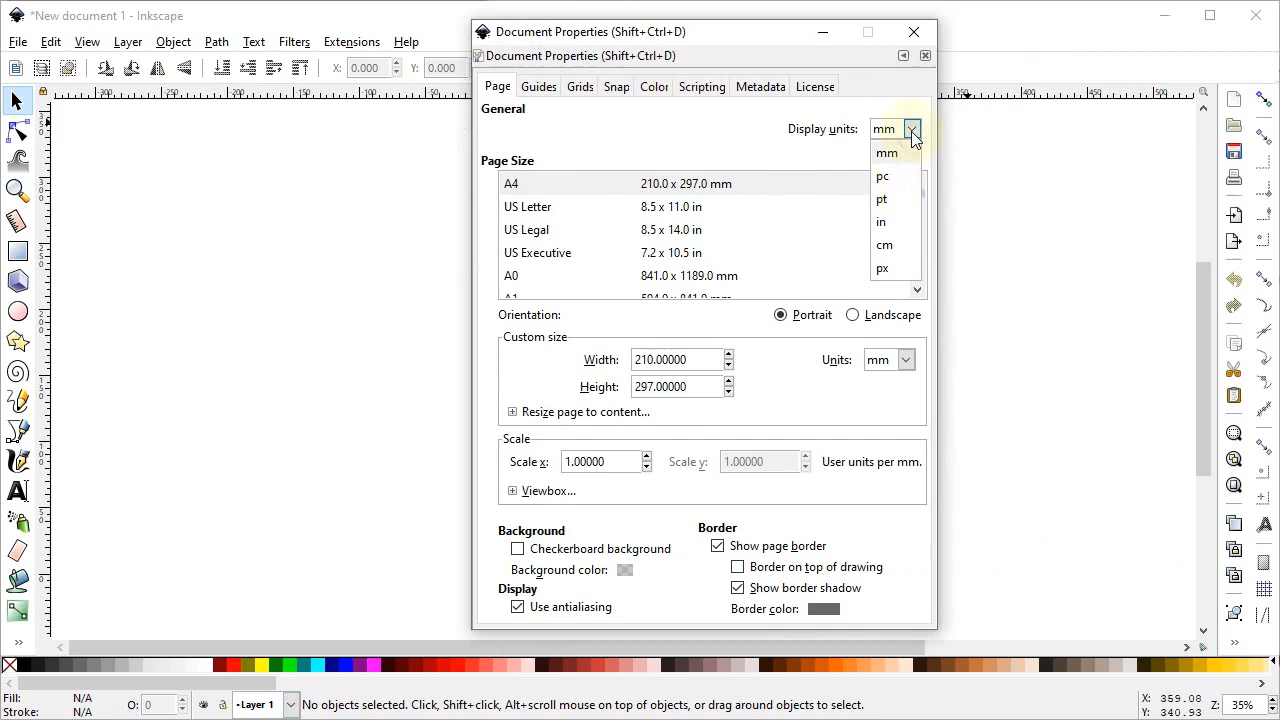 *New document 1 - Inkscape
File Edit View Layer Object Path Text Filters Extensions Help
X: 0.000 Y: 0.000
Document Properties (Shift+Ctrl+D)
Document Properties (Shift+Ctrl+D)
Page Guides Grids Snap Color Scripting Metadata License
General
Display units: mm
mm
pc
pt
in
cm
px
Page Size
A4 210.0 x 297.0 mm
US Letter 8.5 x 11.0 in
US Legal 8.5 x 14.0 in
US Executive 7.2 x 10.5 in
A0 841.0 x 1189.0 mm
A1 594.0 x 841.0 mm
Orientation: Portrait Landscape
Custom size
Width: 210.00000 Units: mm
Height: 297.00000
Resize page to content...
Scale
Scale x: 1.00000 Scale y: 1.00000 User units per mm.
Viewbox...
Background
Checkerboard background
Background color:
Display
Use antialiasing
Border
Show page border
Border on top of drawing
Show border shadow
Border color:
Fill: N/A
Stroke: N/A
O: 0
Layer 1
No objects selected. Click, Shift+click, Alt+scroll mouse on top of objects, or drag around objects to select.
X: 359.08
Y: 340.93
Z: 35%